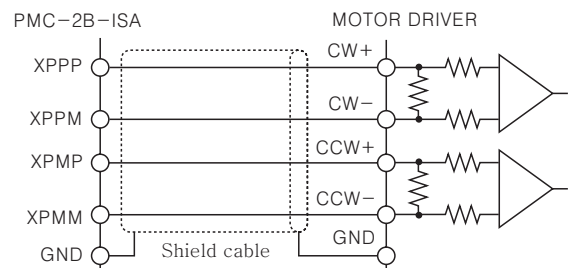 PMC-2B-ISA MOTOR DRIVER
XPPP CW+
XPPM CW-
XPMP CCW+
XPMM CCW-
GND Shield cable GND